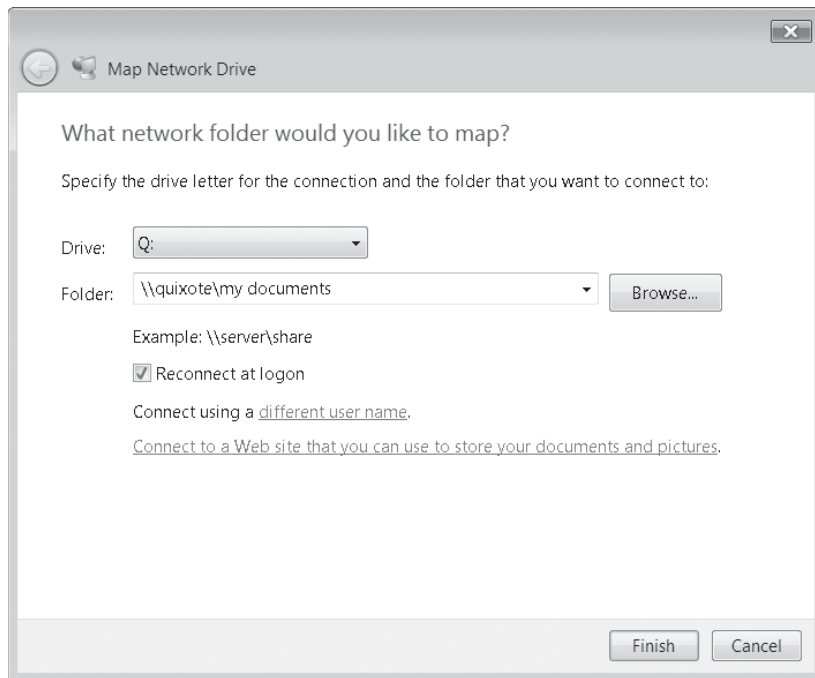 Map Network Drive
What network folder would you like to map?
Specify the drive letter for the connection and the folder that you want to connect to:
Drive: Q:
Folder: \\quixote\my documents Browse...
Example: \\server\share
Reconnect at logon
Connect using a different user name.
Connect to a Web site that you can use to store your documents and pictures.
Finish Cancel